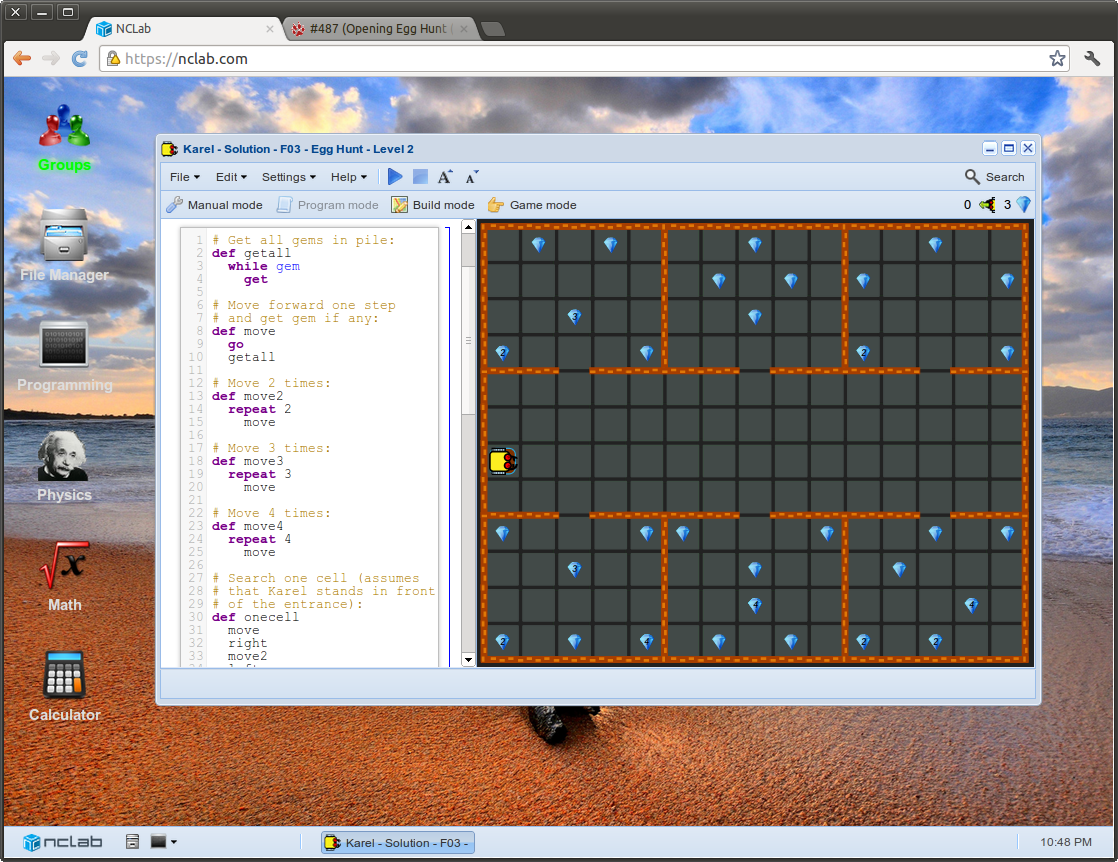 NCLab
#487 (Opening Egg Hunt (
https://nclab.com
Groups
File Manager
Programming
Physics
Math
Calculator
Karel - Solution - F03 - Egg Hunt - Level 2
File Edit Settings Help A A Search
Manual mode Program mode Build mode Game mode 0 3
1 # Get all gems in pile:
2 def getall
3 while gem
4 get
5
6 # Move forward one step
7 # and get gem if any:
8 def move
9 go
10 getall
11
12 # Move 2 times:
13 def move2
14 repeat 2
15 move
16
17 # Move 3 times:
18 def move3
19 repeat 3
20 move
21
22 # Move 4 times:
23 def move4
24 repeat 4
25 move
26
27 # Search one cell (assumes
28 # that Karel stands in front
29 # of the entrance):
30 def onecell
31 move
32 right
33 move2
3
2 2
3
4
4
2 4 2 2
nclab
Karel - Solution - F03 -
10:48 PM